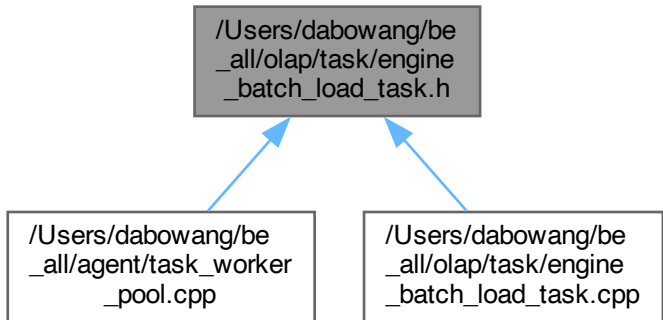 /Users/dabowang/be
_all/olap/task/engine
_batch_load_task.h
/Users/dabowang/be
_all/agent/task_worker
_pool.cpp
/Users/dabowang/be
_all/olap/task/engine
_batch_load_task.cpp